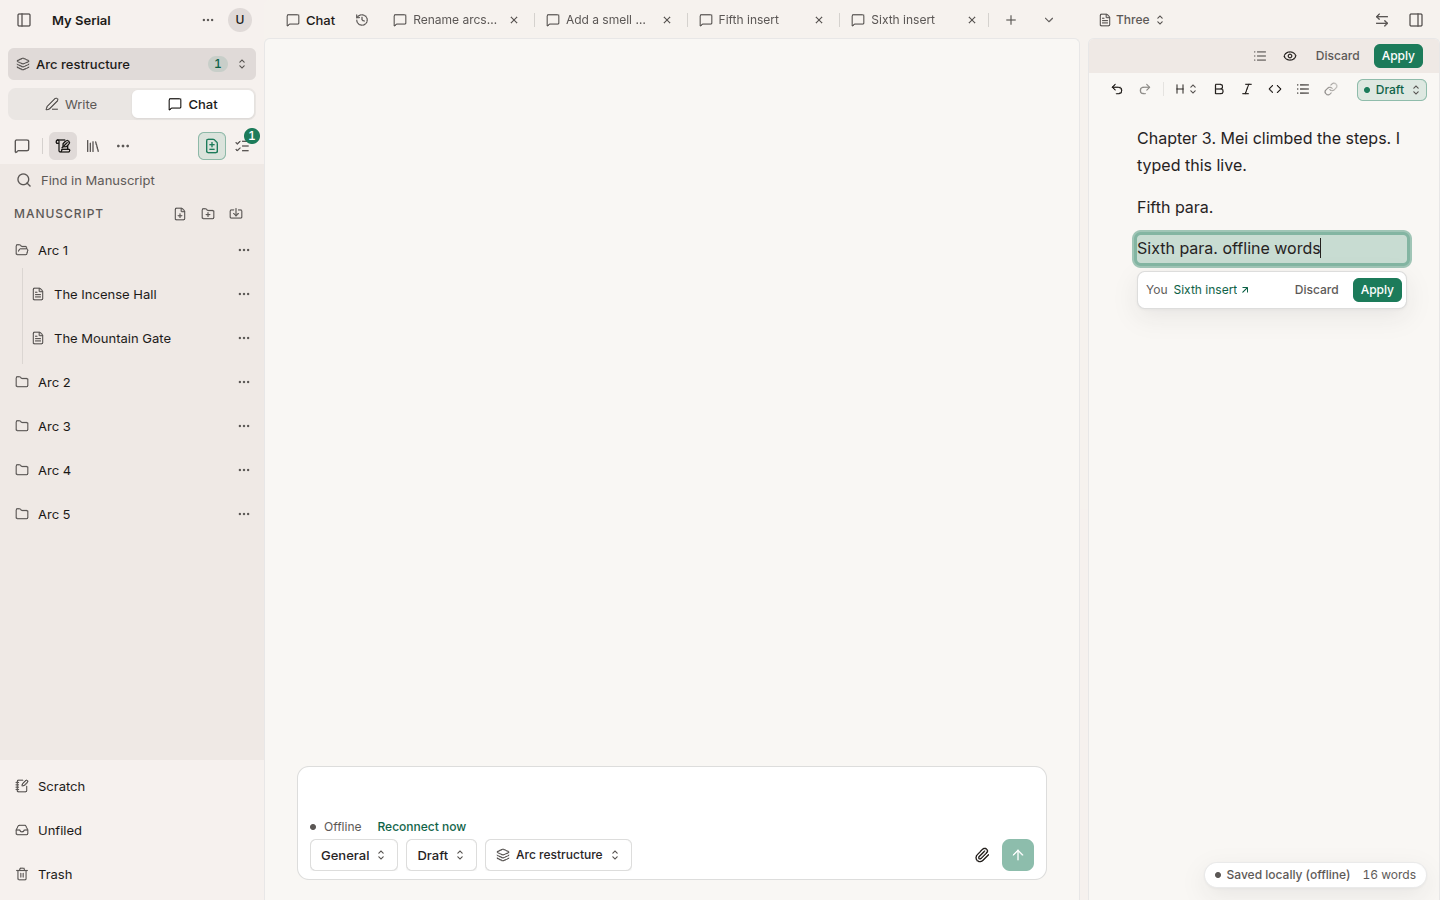 My Serial
U
Arc restructure
1
Write
Chat
1
Find in Manuscript
MANUSCRIPT
Arc 1
The Incense Hall
The Mountain Gate
Arc 2
Arc 3
Arc 4
Arc 5
Scratch
Unfiled
Trash
Chat
Rename arcs...
Add a smell ...
Fifth insert
Sixth insert
Offline
Reconnect now
General
Draft
Arc restructure
Three
Discard
Apply
H
B
I
Draft
Chapter 3. Mei climbed the steps. I
typed this live.
Fifth para.
Sixth para. offline words
You
Sixth insert
Discard
Apply
Saved locally (offline)
16 words